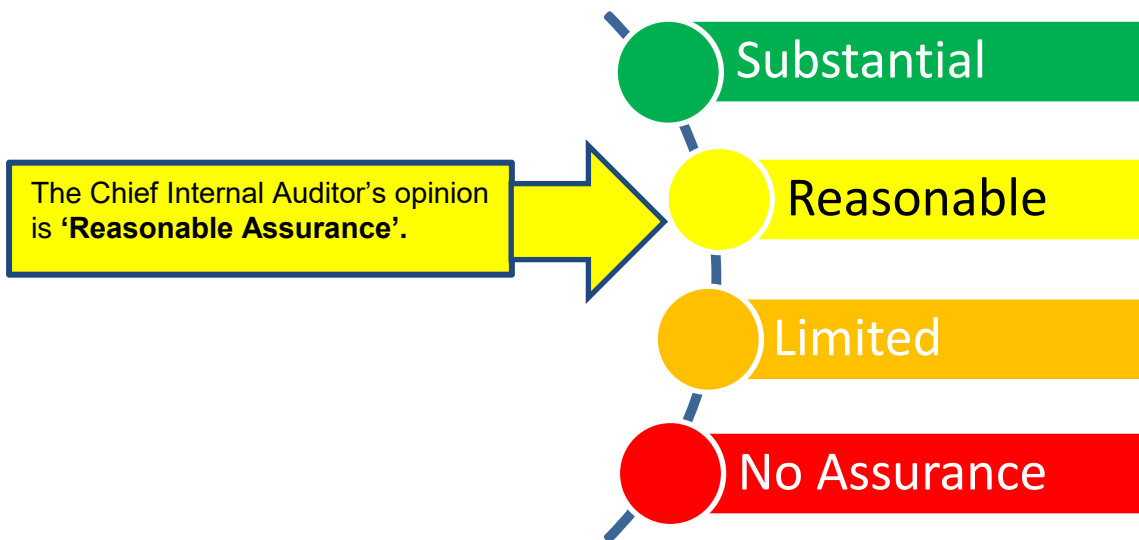 Substantial
The Chief Internal Auditor’s opinion
is ‘Reasonable Assurance’.
Reasonable
Limited
No Assurance